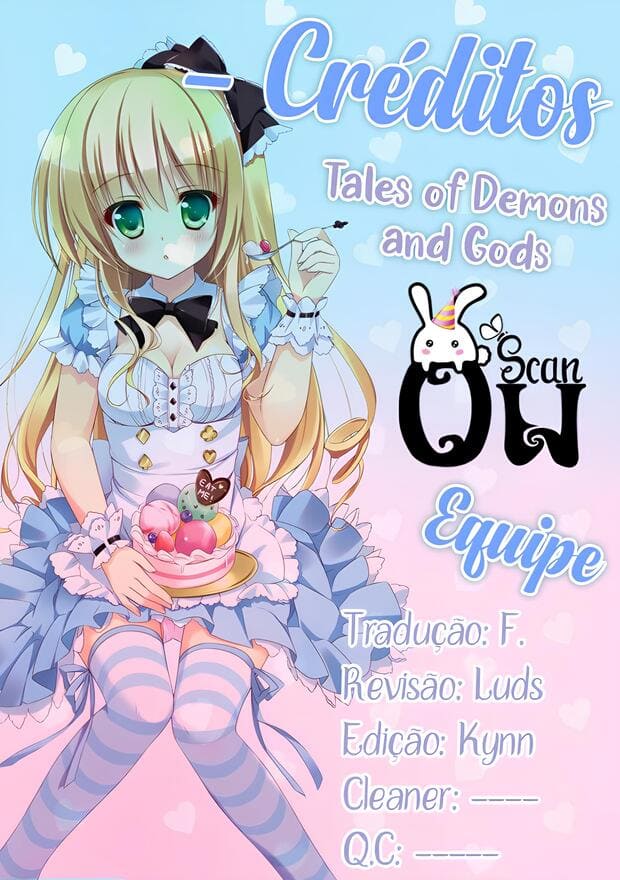 - Créditos
Tales of Demons
and Gods
Scan
Ow
EAT
ME!
Equipe
Tradução: F.
Revisão: Luds
Edição: Kynn
Cleaner: ----
Q.C: -----